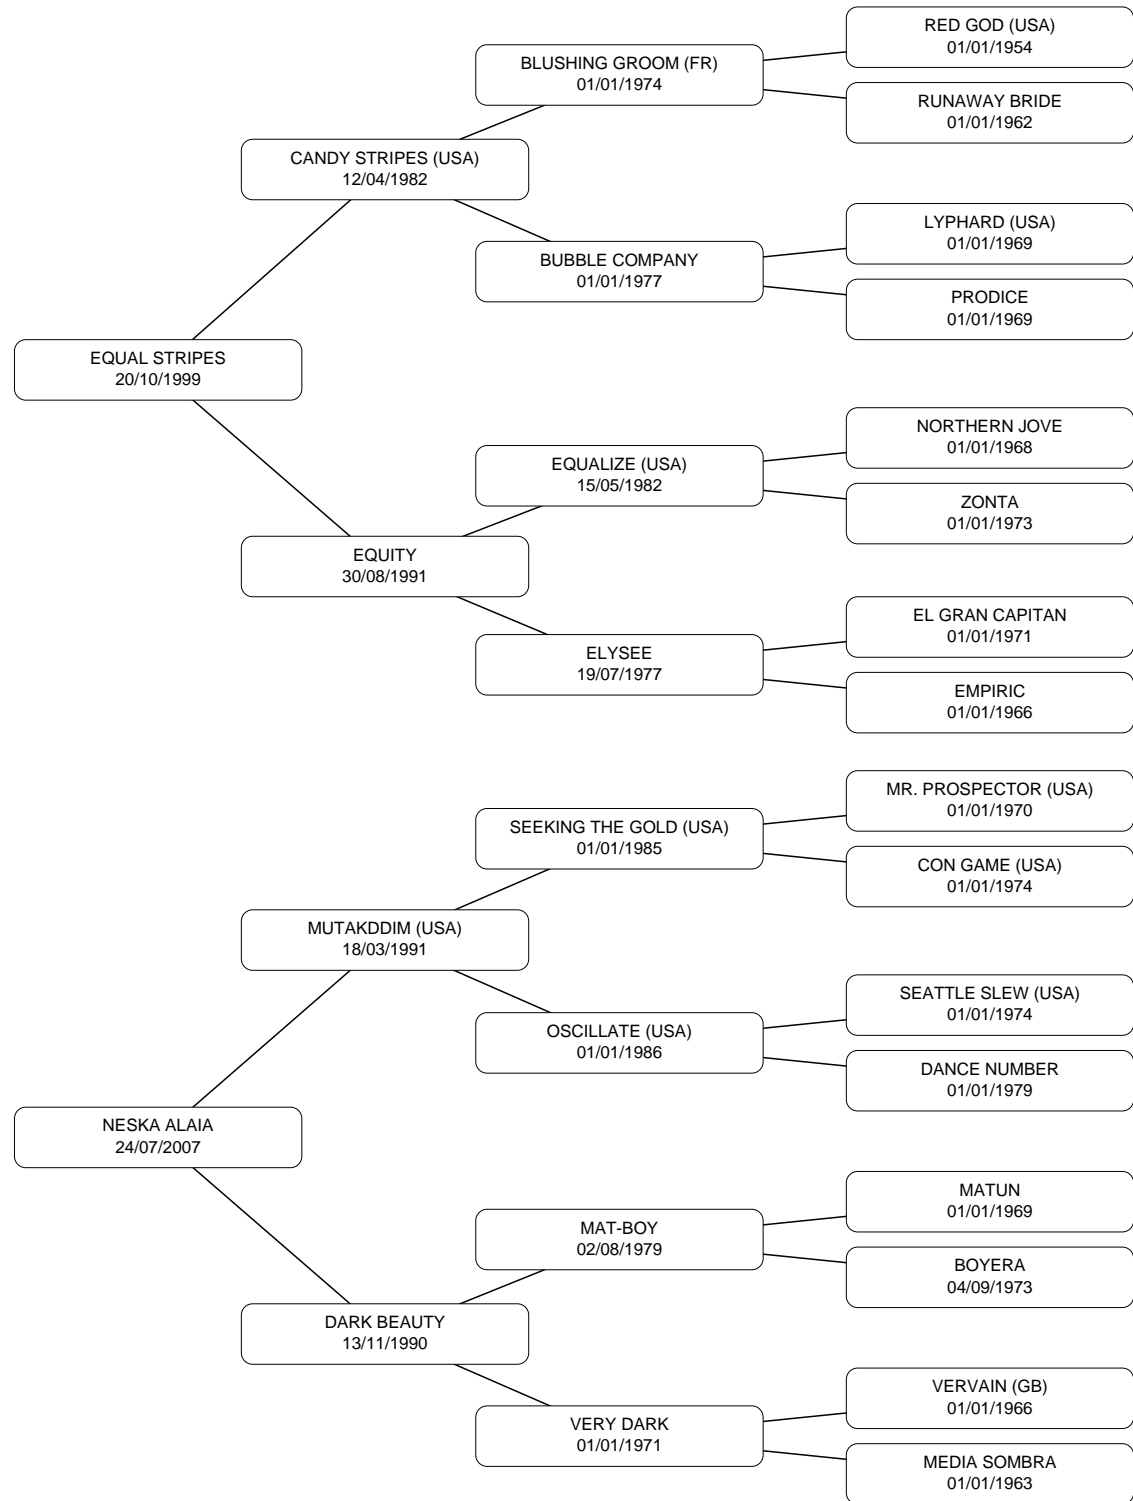 RED GOD (USA)
01/01/1954
BLUSHING GROOM (FR)
01/01/1974
RUNAWAY BRIDE
01/01/1962
CANDY STRIPES (USA)
12/04/1982
LYPHARD (USA)
01/01/1969
BUBBLE COMPANY
01/01/1977
PRODICE
01/01/1969
EQUAL STRIPES
20/10/1999
NORTHERN JOVE
01/01/1968
EQUALIZE (USA)
15/05/1982
ZONTA
01/01/1973
EQUITY
30/08/1991
EL GRAN CAPITAN
01/01/1971
ELYSEE
19/07/1977
EMPIRIC
01/01/1966
MR. PROSPECTOR (USA)
01/01/1970
SEEKING THE GOLD (USA)
01/01/1985
CON GAME (USA)
01/01/1974
MUTAKDDIM (USA)
18/03/1991
SEATTLE SLEW (USA)
01/01/1974
OSCILLATE (USA)
01/01/1986
DANCE NUMBER
01/01/1979
NESKA ALAIA
24/07/2007
MATUN
01/01/1969
MAT-BOY
02/08/1979
BOYERA
04/09/1973
DARK BEAUTY
13/11/1990
VERVAIN (GB)
01/01/1966
VERY DARK
01/01/1971
MEDIA SOMBRA
01/01/1963